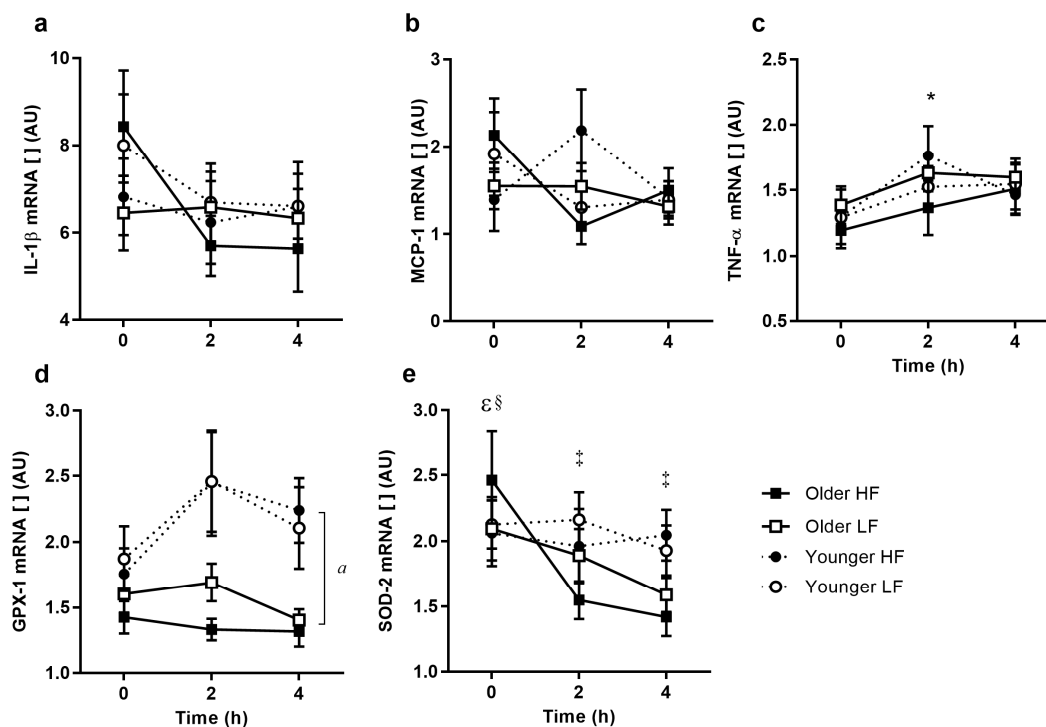 a
IL-1β mRNA [ ] (AU)
10
8
6
4
0 2 4
b
MCP-1 mRNA [ ] (AU)
3
2
1
0
0 2 4
c
TNF-α mRNA [ ] (AU)
2.5
2.0
1.5
1.0
0.5
*
0 2 4
Time (h)
d
GPX-1 mRNA [ ] (AU)
3.0
2.5
2.0
1.5
1.0
a
0 2 4
Time (h)
e
SOD-2 mRNA [ ] (AU)
3.0
2.5
2.0
1.5
1.0
ε §
‡
‡
0 2 4
Time (h)
Older HF
Older LF
Younger HF
Younger LF